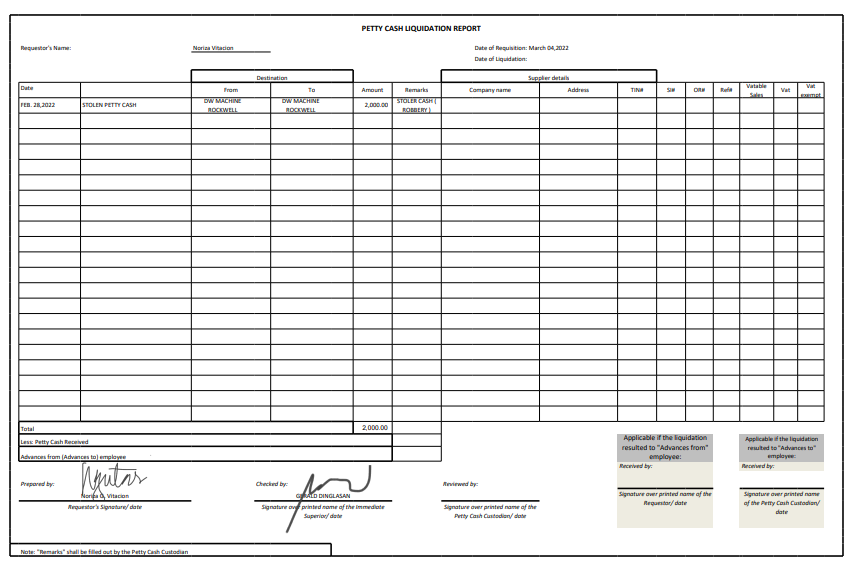 PETTY CASH LIQUIDATION REPORT
Requestor's Name: Noriza Vitacion Date of Requisition: March 04,2022
Date of Liquidation:
Destination Supplier details
Date From To Amount Remarks Company name Address TIN# SI# OR# Ref# Vatable Sales Vat Vat exempt
FEB. 28,2022 STOLEN PETTY CASH DW MACHINE ROCKWELL DW MACHINE ROCKWELL 2,000.00 STOLER CASH ( ROBBERY )
Total 2,000.00
Less: Petty Cash Received
Advances from (Advances to) employee
Applicable if the liquidation resulted to "Advances from" employee:
Applicable if the liquidation resulted to "Advances to" employee:
Received by: Received by:
Prepared by: Checked by: Reviewed by:
Noriza G. Vitacion GERALD DINGLASAN
Requestor's Signature/ date
Signature over printed name of the Immediate Superior/ date
Signature over printed name of the Petty Cash Custodian/ date
Signature over printed name of the Requestor/ date
Signature over printed name of the Petty Cash Custodian/ date
Note: "Remarks" shall be filled out by the Petty Cash Custodian